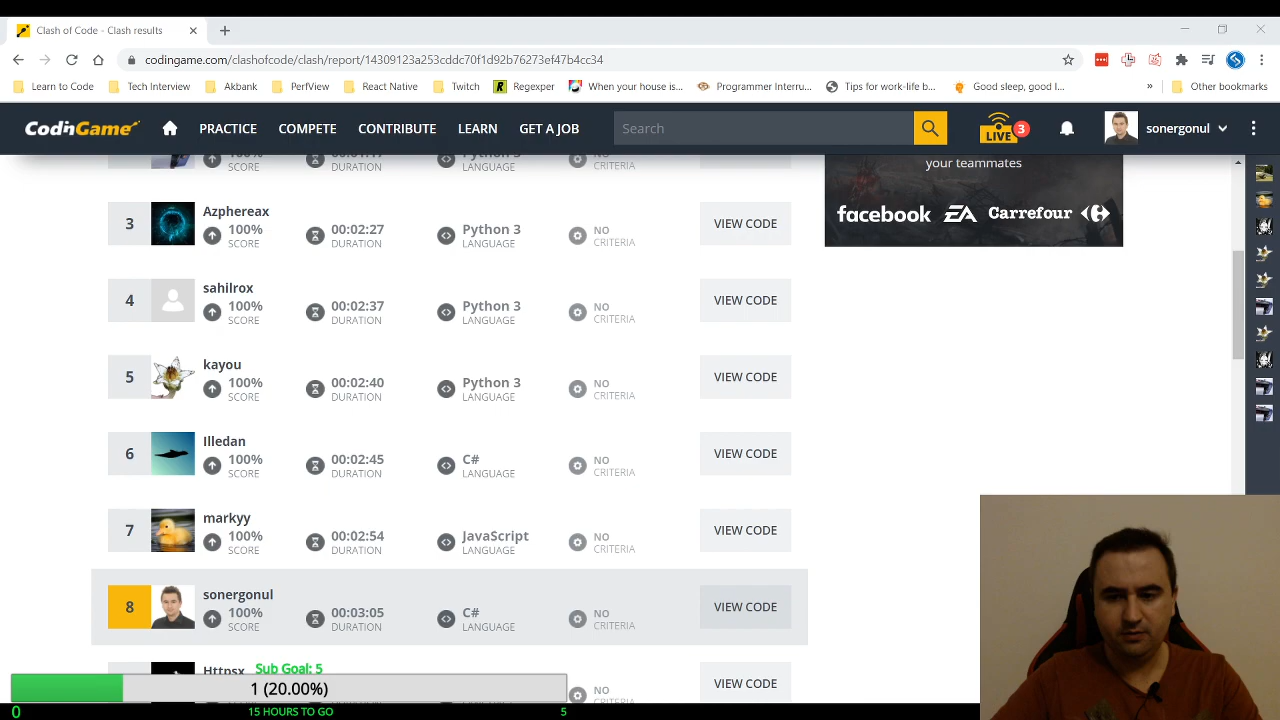 Clash of Code - Clash results
codingame.com/clashofcode/clash/report/14309132-253cddc70f1d92b76273ef47b4cc34
Learn to Code
Tech Interview
Akbank
PerfView
React Native
Twitch
Regexper
When your house is...
Programmer Interru...
Tips for work-life b...
Good sleep, good l...
»
Other bookmarks
CodinGame
PRACTICE
COMPETE
CONTRIBUTE
LEARN
GET A JOB
Search
LIVE
3
sonergonul
SCORE
DURATION
LANGUAGE
CRITERIA
your teammates
facebook EA Carrefour
3
Azphereax
100%
SCORE
00:02:27
DURATION
Python 3
LANGUAGE
NO
CRITERIA
VIEW CODE
4
sahilrox
100%
SCORE
00:02:37
DURATION
Python 3
LANGUAGE
NO
CRITERIA
VIEW CODE
5
kayou
100%
SCORE
00:02:40
DURATION
Python 3
LANGUAGE
NO
CRITERIA
VIEW CODE
6
Illedan
100%
SCORE
00:02:45
DURATION
C#
LANGUAGE
NO
CRITERIA
VIEW CODE
7
markyy
100%
SCORE
00:02:54
DURATION
JavaScript
LANGUAGE
NO
CRITERIA
VIEW CODE
8
sonergonul
100%
SCORE
00:03:05
DURATION
C#
LANGUAGE
NO
CRITERIA
VIEW CODE
Httpsx
NO
VIEW CODE
Sub Goal: 5
1 (20.00%)
0
15 HOURS TO GO
5